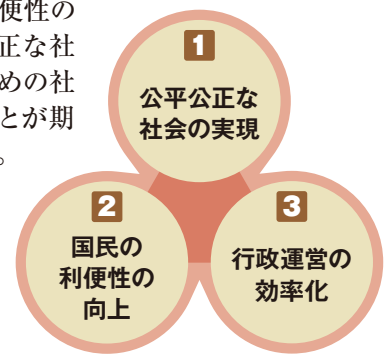 便性の
正な社
めの社
とが期
。
1
公平公正な
社会の実現
2
国民の
利便性の
向上
3
行政運営の
効率化